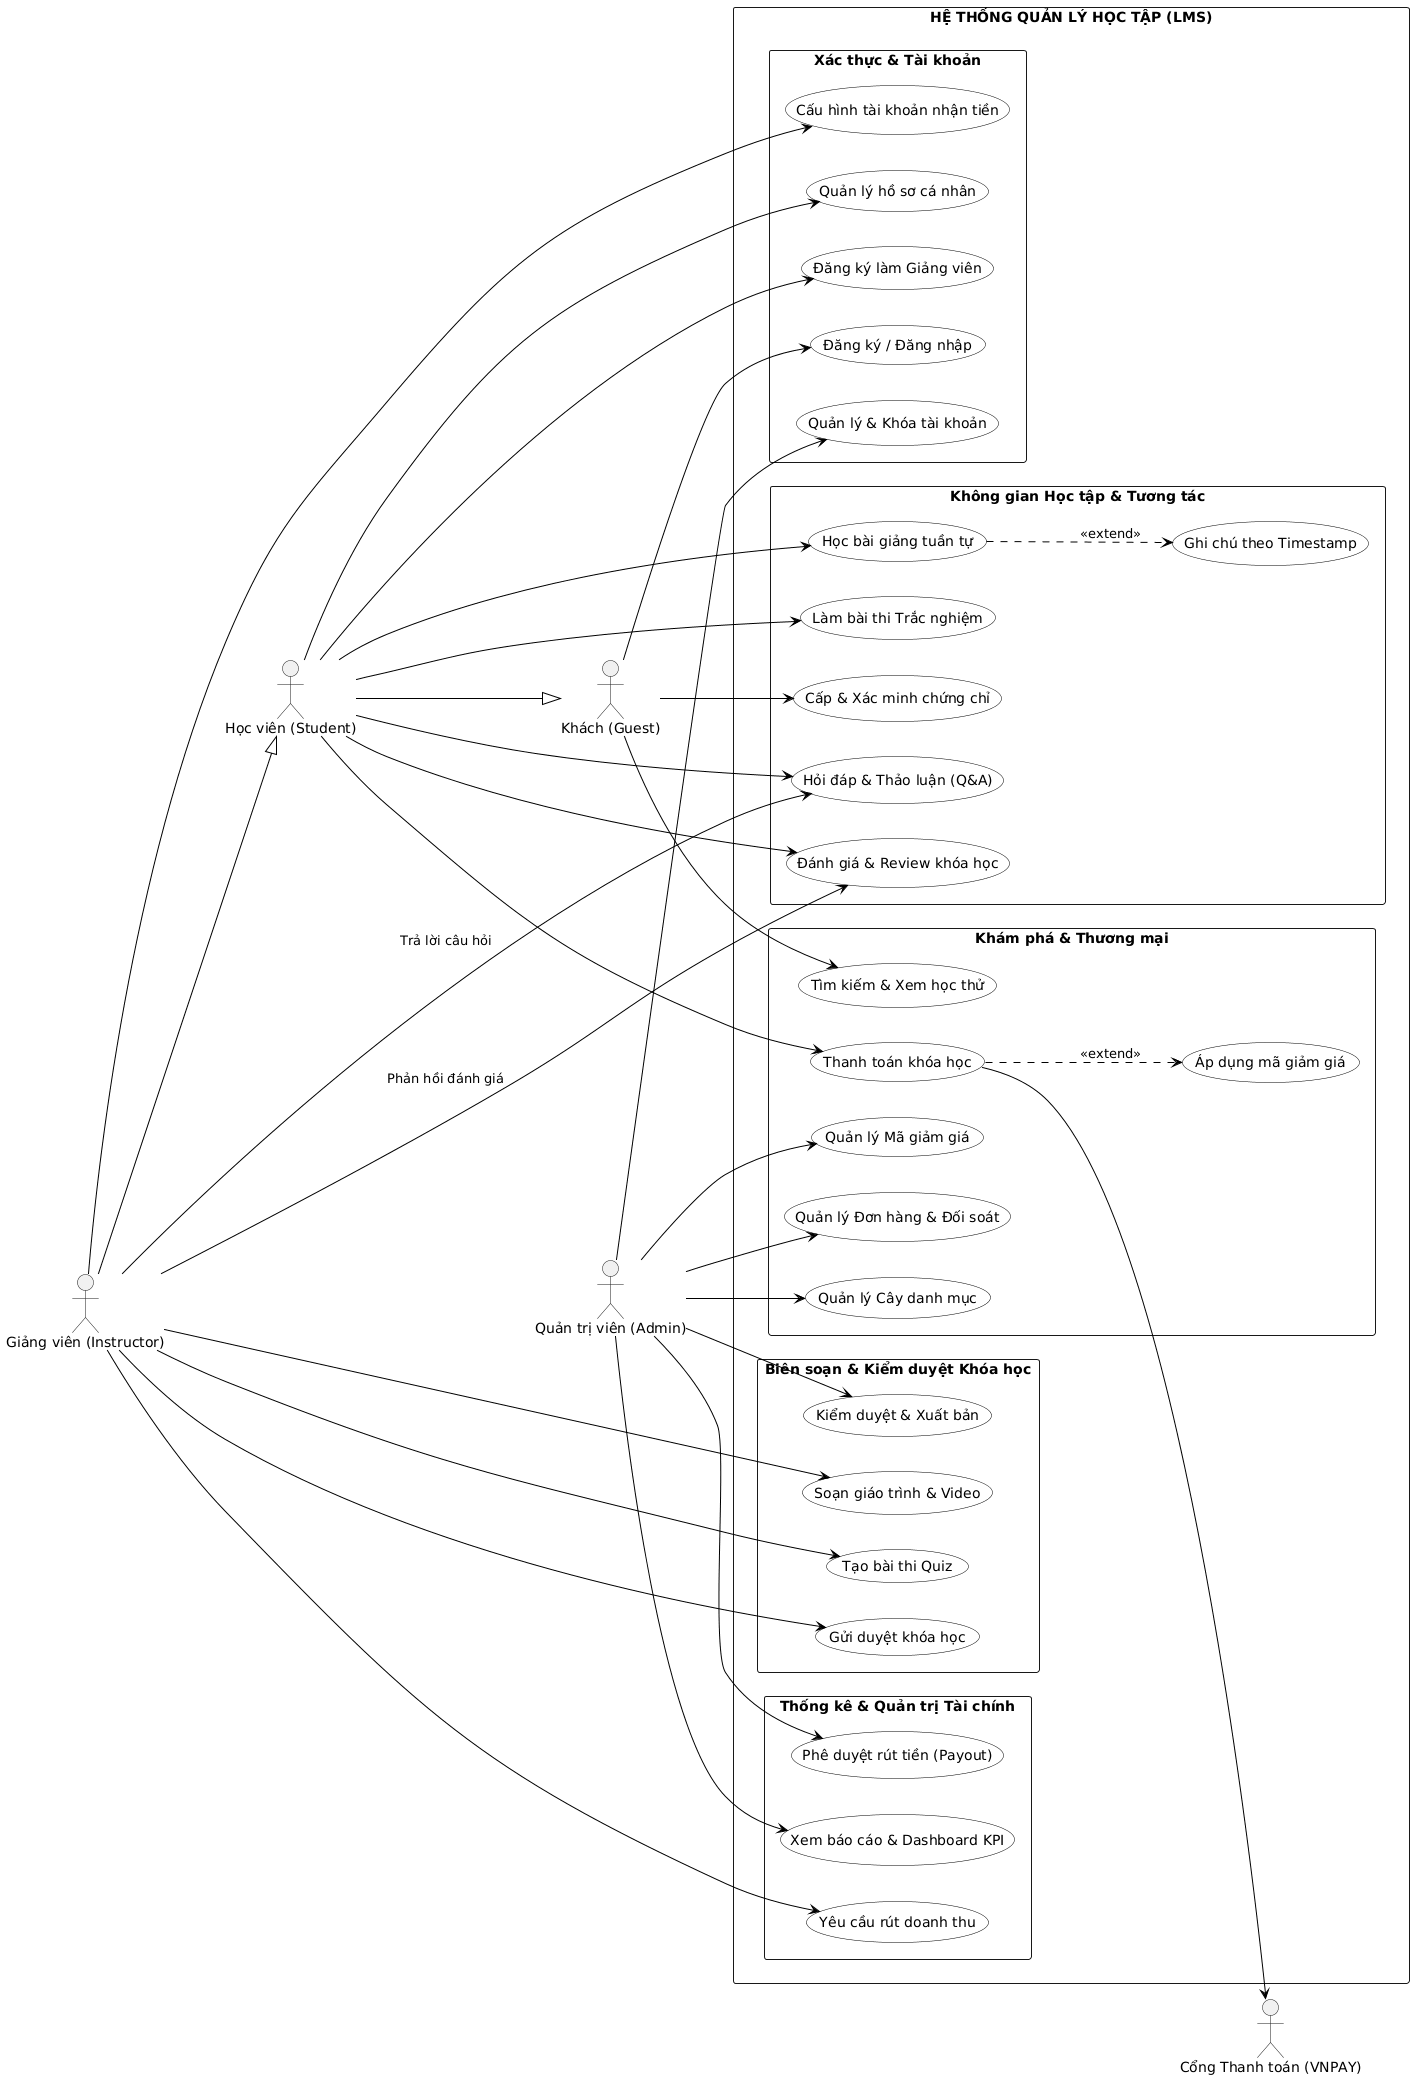 HỆ THỐNG QUẢN LÝ HỌC TẬP (LMS)
Xác thực & Tài khoản
Cấu hình tài khoản nhận tiền
Quản lý hồ sơ cá nhân
Đăng ký làm Giảng viên
Đăng ký / Đăng nhập
Quản lý & Khóa tài khoản
Không gian Học tập & Tương tác
Học bài giảng tuần tự
«extend»
Ghi chú theo Timestamp
Làm bài thi Trắc nghiệm
Cấp & Xác minh chứng chỉ
Học viên (Student)
Khách (Guest)
Hỏi đáp & Thảo luận (Q&A)
Đánh giá & Review khóa học
Trả lời câu hỏi
Khám phá & Thương mại
Tìm kiếm & Xem học thử
Thanh toán khóa học
«extend»
Áp dụng mã giảm giá
Phản hồi đánh giá
Quản lý Mã giảm giá
Quản lý Đơn hàng & Đối soát
Quản lý Cây danh mục
Quản trị viên (Admin)
Giảng viên (Instructor)
Biên soạn & Kiểm duyệt Khóa học
Kiểm duyệt & Xuất bản
Soạn giáo trình & Video
Tạo bài thi Quiz
Gửi duyệt khóa học
Thống kê & Quản trị Tài chính
Phê duyệt rút tiền (Payout)
Xem báo cáo & Dashboard KPI
Yêu cầu rút doanh thu
Cổng Thanh toán (VNPAY)